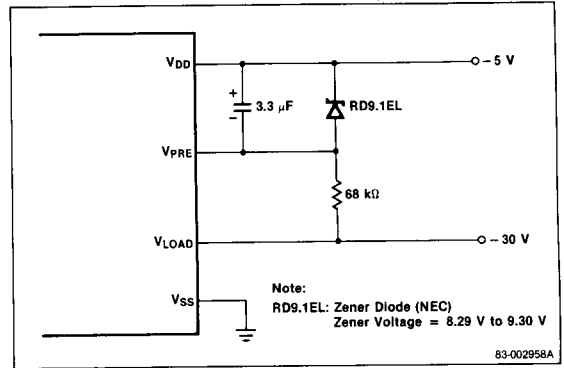 VDD
– 5 V
+
3.3 µF
–
RD9.1EL
VPRE
68 kΩ
VLOAD
– 30 V
VSS
Note:
RD9.1EL: Zener Diode (NEC)
Zener Voltage = 8.29 V to 9.30 V
83-002958A